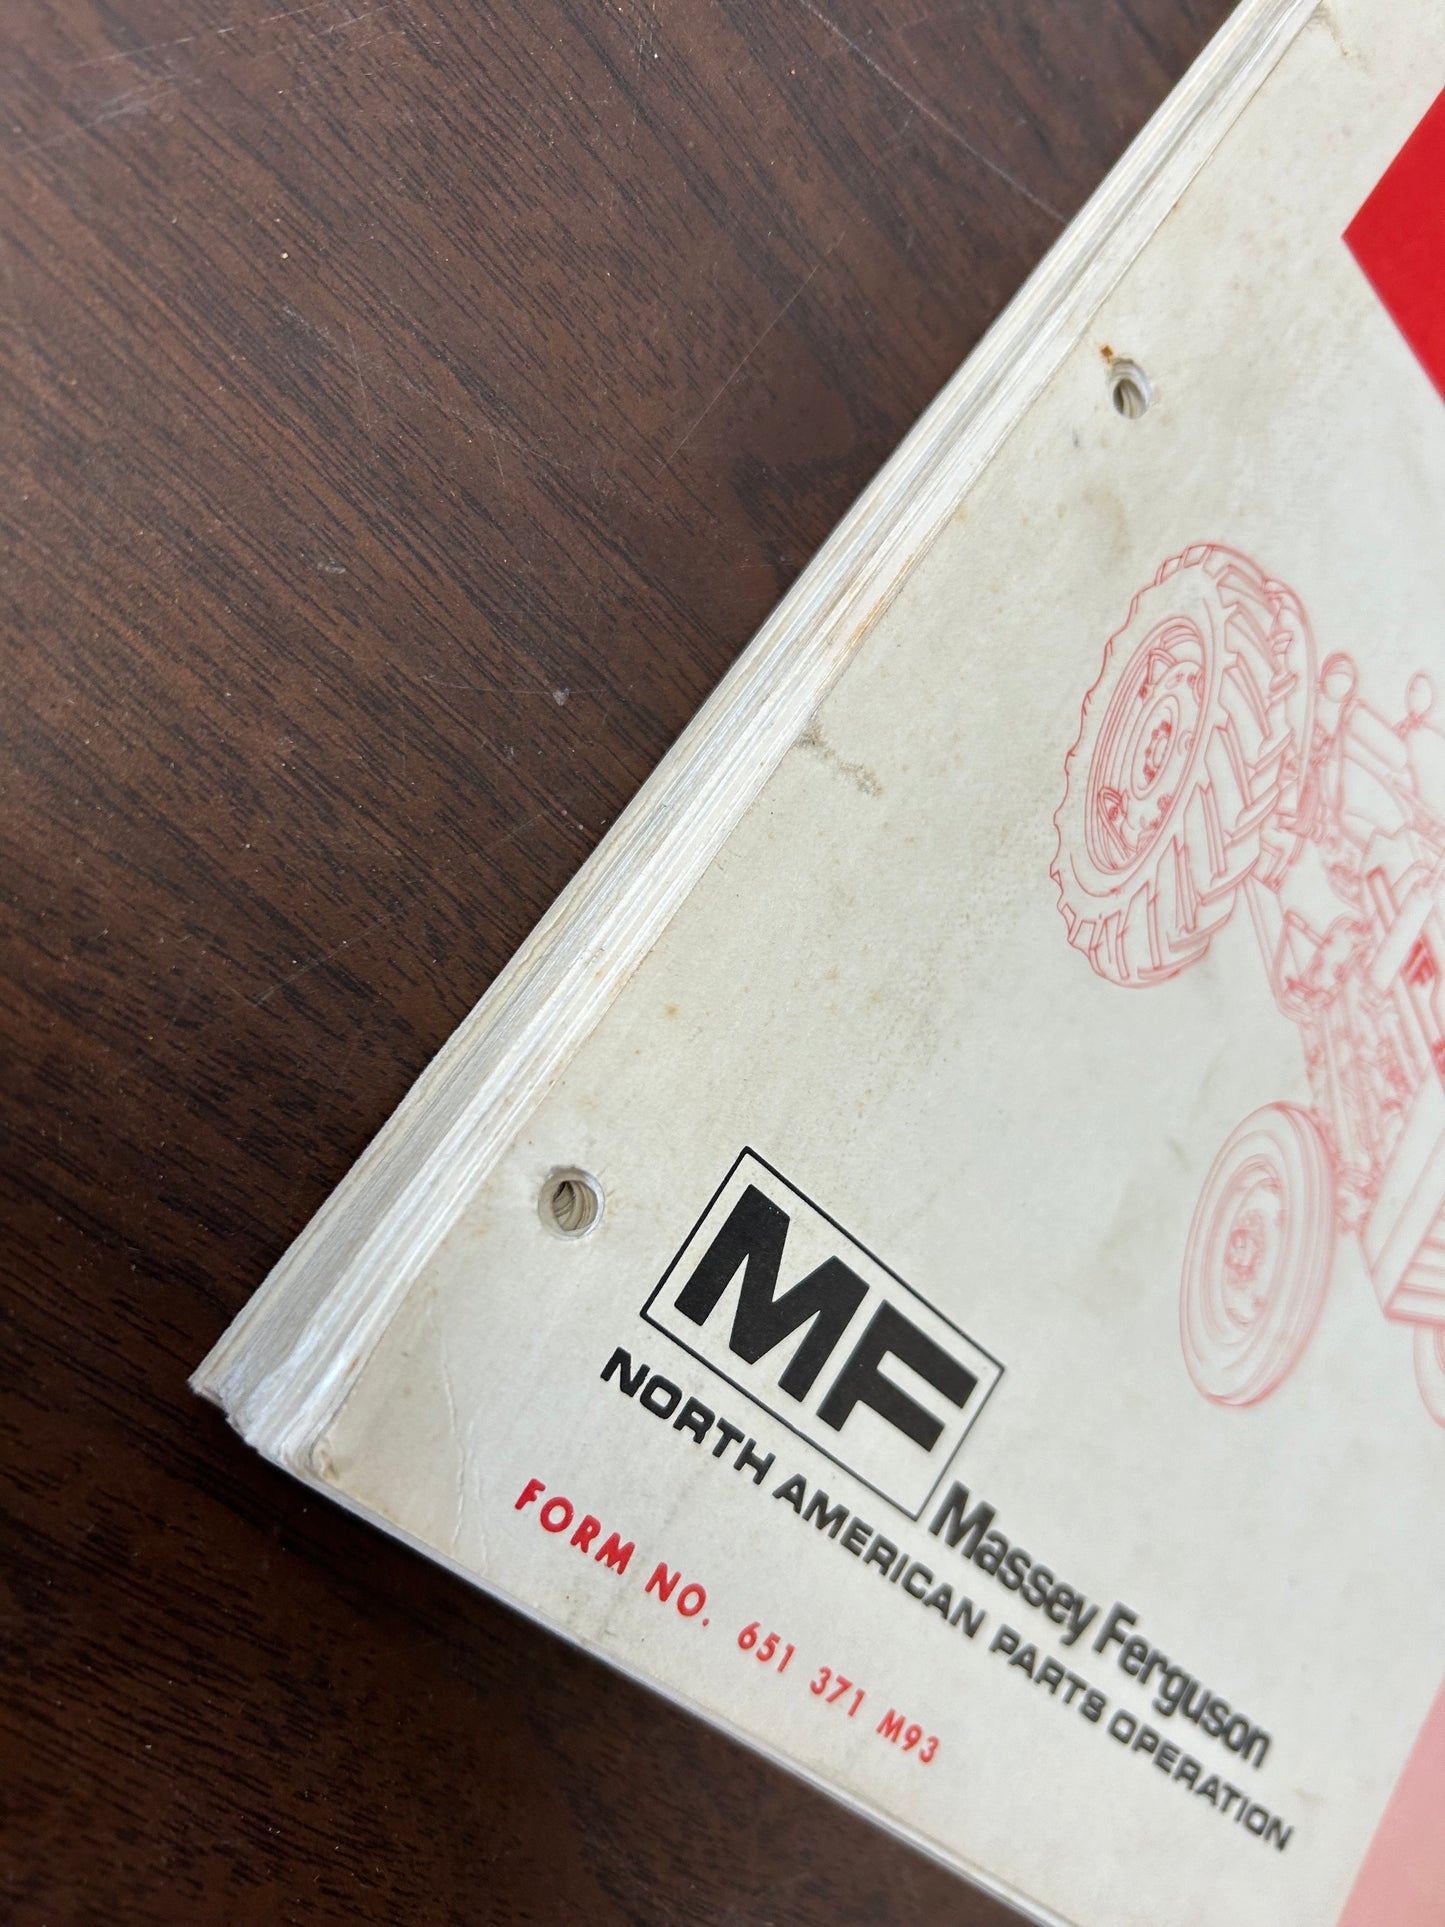 MF
Massey Ferguson
NORTH AMERICAN PARTS OPERATION
FORM NO. 651 371 M93